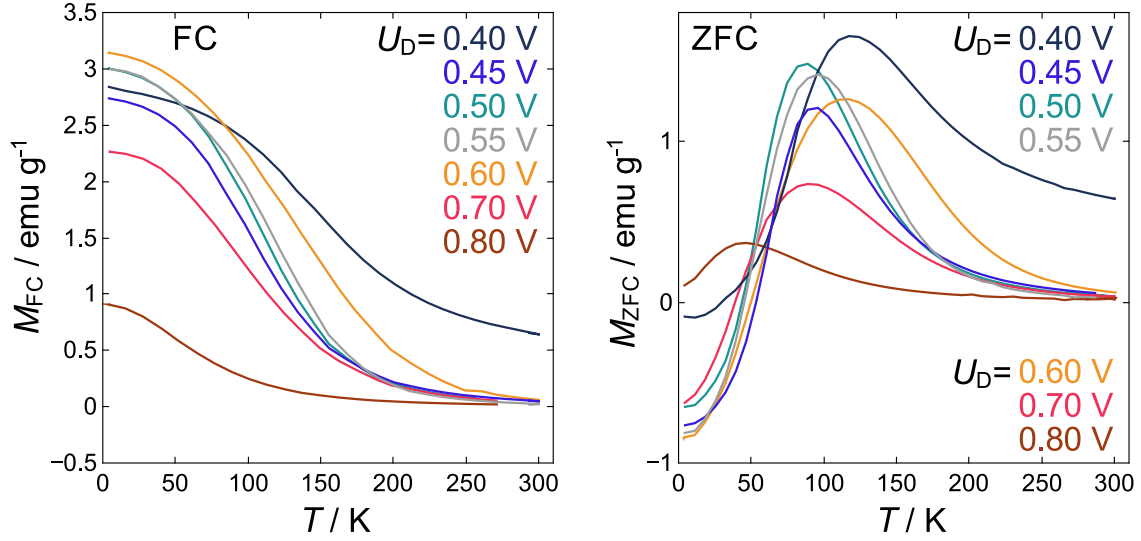 FC
U_D= 0.40 V
0.45 V
0.50 V
0.55 V
0.60 V
0.70 V
0.80 V
3.5
3
2.5
2
1.5
1
0.5
0
−0.5
M_FC / emu g⁻¹
0 50 100 150 200 250 300
T / K
ZFC
U_D= 0.40 V
0.45 V
0.50 V
0.55 V
1
0
−1
M_ZFC / emu g⁻¹
U_D= 0.60 V
0.70 V
0.80 V
0 50 100 150 200 250 300
T / K